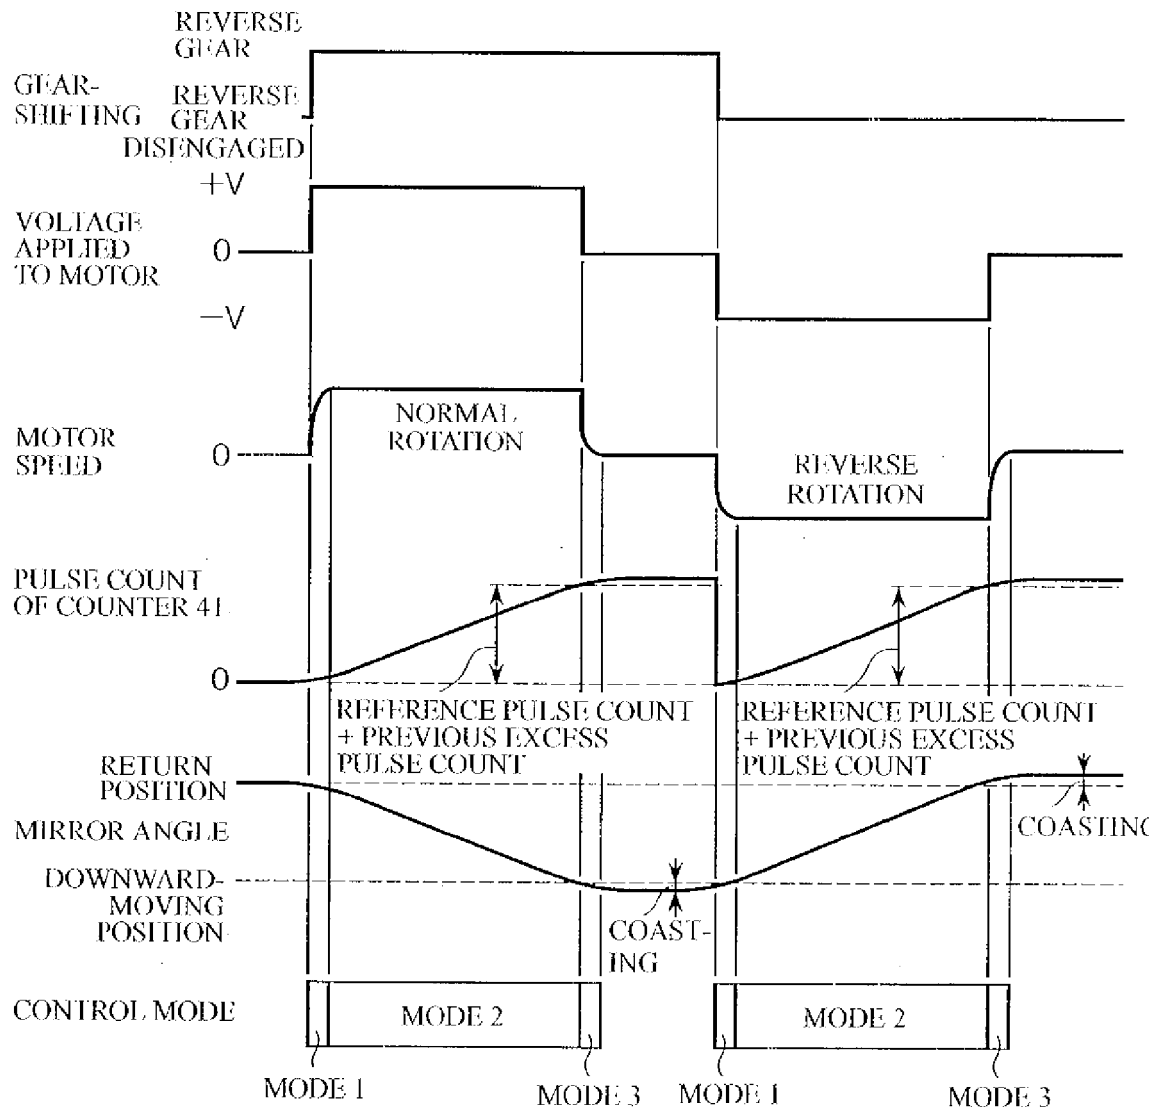 REVERSE
GEAR
GEAR-
SHIFTING
REVERSE
GEAR
DISENGAGED
+V
VOLTAGE
APPLIED
TO MOTOR
0
−V
NORMAL
ROTATION
MOTOR
SPEED
0
REVERSE
ROTATION
PULSE COUNT
OF COUNTER 41
0
REFERENCE PULSE COUNT
+ PREVIOUS EXCESS
PULSE COUNT
REFERENCE PULSE COUNT
+ PREVIOUS EXCESS
PULSE COUNT
RETURN
POSITION
MIRROR ANGLE
COASTING
DOWNWARD-
MOVING
POSITION
COAST-
ING
CONTROL MODE
MODE 2
MODE 2
MODE 1
MODE 3
MODE 1
MODE 3